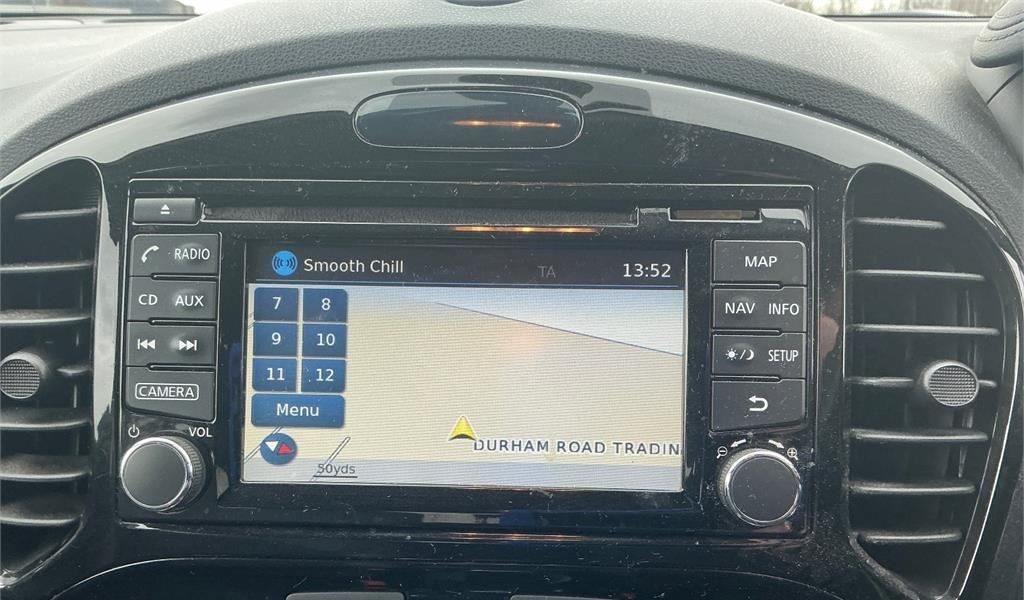 Smooth Chill TA 13:52
RADIO
CD AUX
CAMERA
VOL
7 8
9 10
11 12
Menu
50yds
DURHAM ROAD TRADIN
MAP
NAV INFO
SETUP